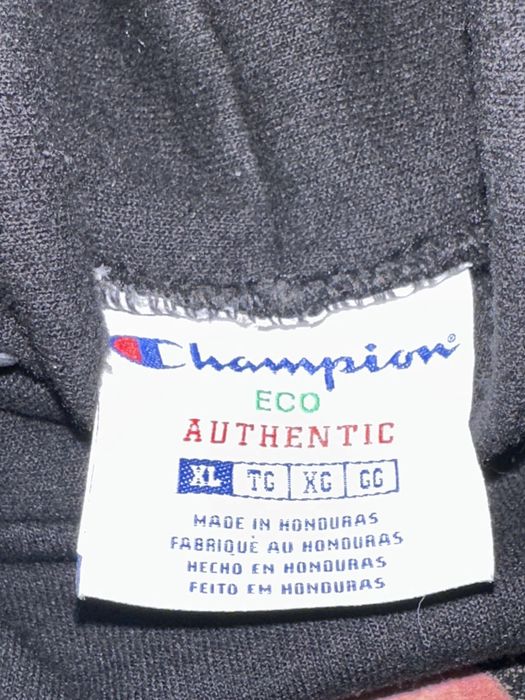 Champion®
ECO
AUTHENTIC
XL TG XG GG
MADE IN HONDURAS
FABRIQUÉ AU HONDURAS
HECHO EN HONDURAS
FEITO EM HONDURAS